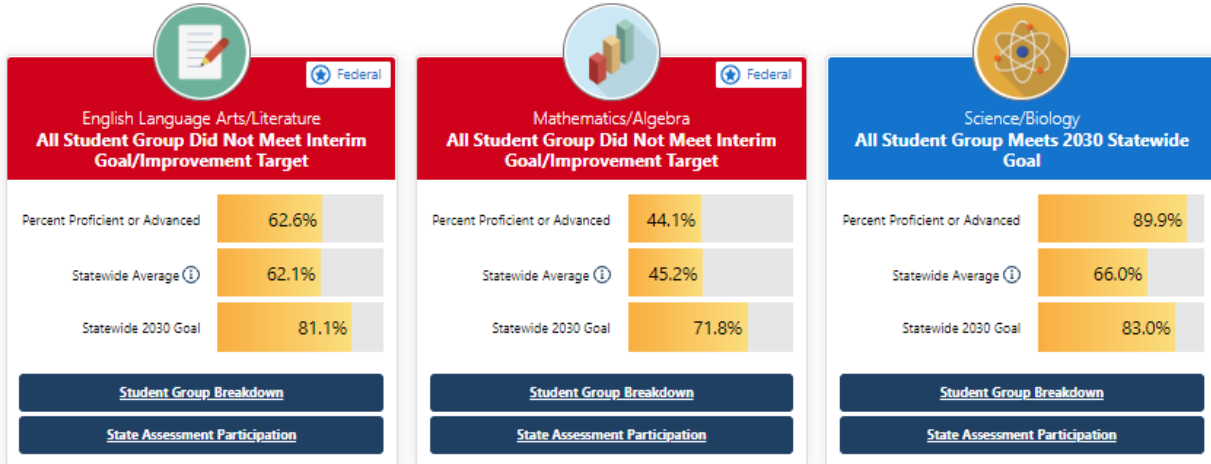 Federal
English Language Arts/Literature
All Student Group Did Not Meet Interim
Goal/Improvement Target
Percent Proficient or Advanced 62.6%
Statewide Average 62.1%
Statewide 2030 Goal 81.1%
Student Group Breakdown
State Assessment Participation
Federal
Mathematics/Algebra
All Student Group Did Not Meet Interim
Goal/Improvement Target
Percent Proficient or Advanced 44.1%
Statewide Average 45.2%
Statewide 2030 Goal 71.8%
Student Group Breakdown
State Assessment Participation
Science/Biology
All Student Group Meets 2030 Statewide
Goal
Percent Proficient or Advanced 89.9%
Statewide Average 66.0%
Statewide 2030 Goal 83.0%
Student Group Breakdown
State Assessment Participation